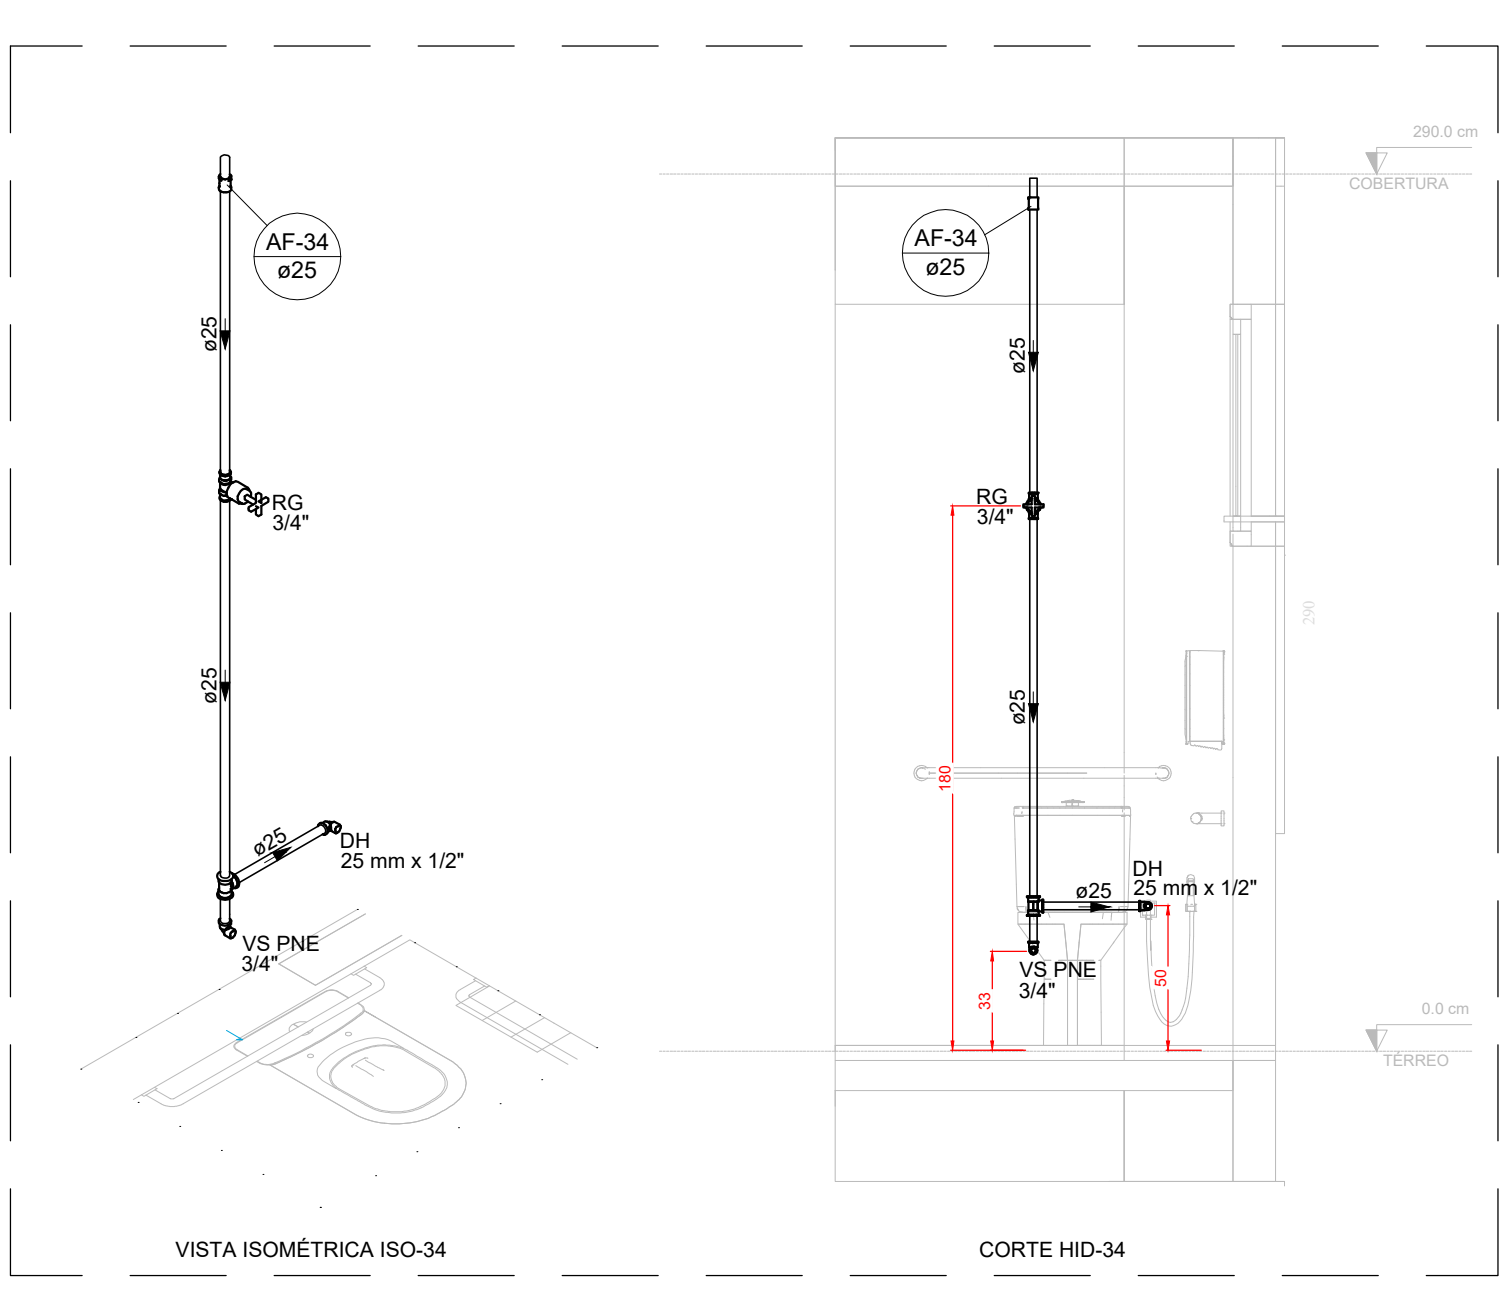 AF-34
ø25
ø25
RG
3/4"
ø25
ø25
DH
25 mm x 1/2"
VS PNE
3/4"
VISTA ISOMÉTRICA ISO-34
290.0 cm
COBERTURA
AF-34
ø25
ø25
RG
3/4"
290
ø25
180
DH
25 mm x 1/2"
ø25
VS PNE
3/4"
33
50
0.0 cm
TÉRREO
CORTE HID-34